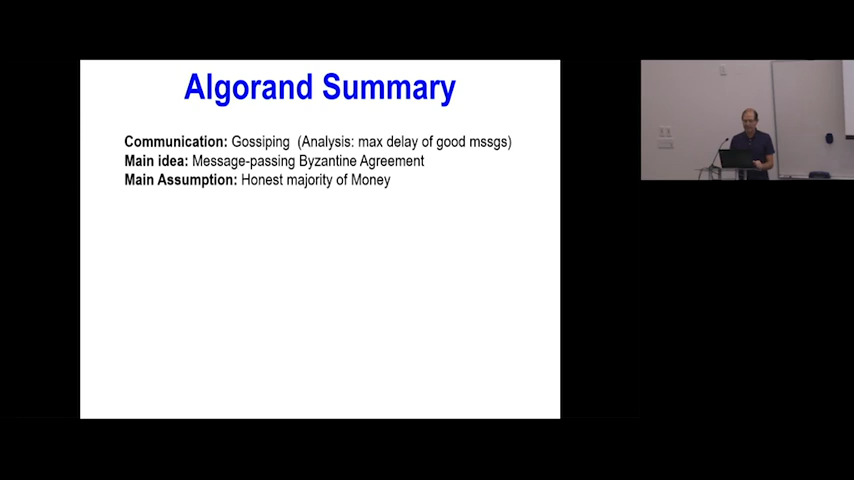 Algorand Summary
Communication: Gossiping (Analysis: max delay of good mssgs)
Main idea: Message-passing Byzantine Agreement
Main Assumption: Honest majority of Money